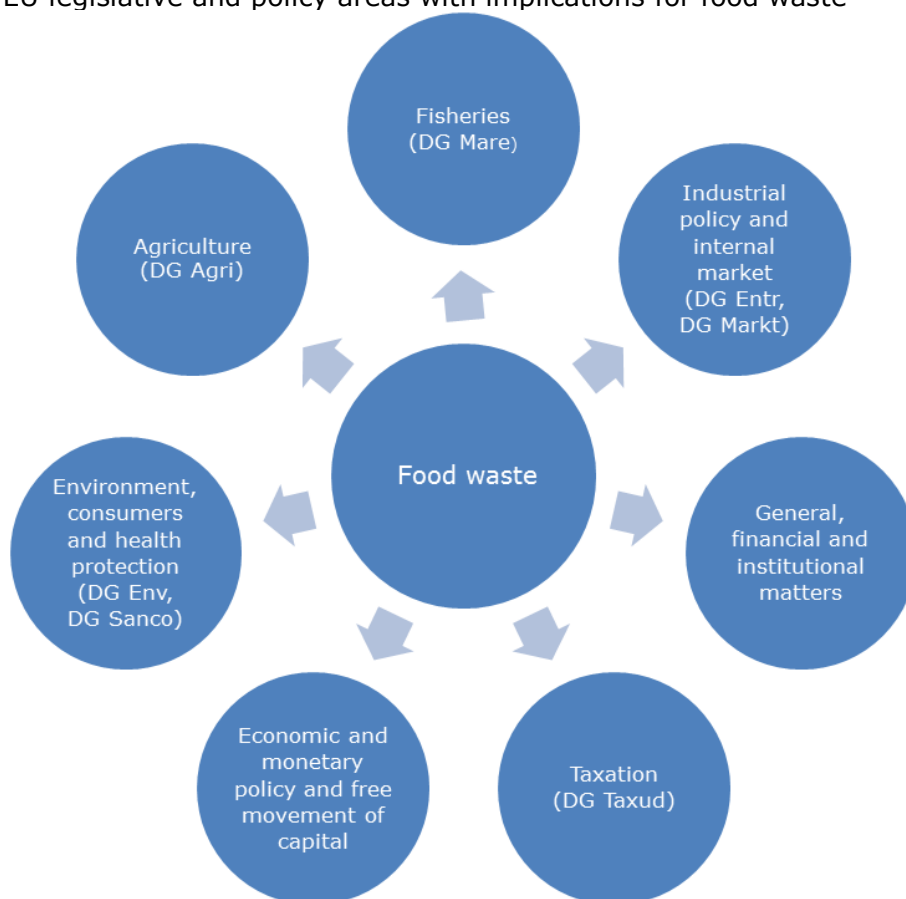 EU legislative and policy areas with implications for food waste
Fisheries
(DG Mare)
Industrial
policy and
internal
market
(DG Entr,
DG Markt)
Agriculture
(DG Agri)
Food waste
Environment,
consumers
and health
protection
(DG Env,
DG Sanco)
General,
financial and
institutional
matters
Economic and
monetary
policy and free
movement of
capital
Taxation
(DG Taxud)